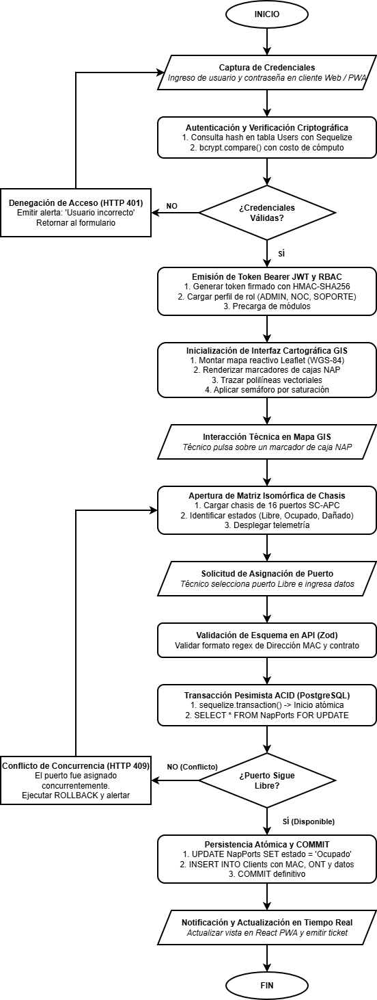 INICIO
Captura de Credenciales
Ingreso de usuario y contraseña en cliente Web / PWA
Autenticación y Verificación Criptográfica
1. Consulta hash en tabla Users con Sequelize
2. bcrypt.compare() con costo de cómputo
¿Credenciales
Válidas?
NO
Denegación de Acceso (HTTP 401)
Emitir alerta: 'Usuario incorrecto'
Retornar al formulario
SÍ
Emisión de Token Bearer JWT y RBAC
1. Generar token firmado con HMAC-SHA256
2. Cargar perfil de rol (ADMIN, NOC, SOPORTE)
3. Precarga de módulos
Inicialización de Interfaz Cartográfica GIS
1. Montar mapa reactivo Leaflet (WGS-84)
2. Renderizar marcadores de cajas NAP
3. Trazar polilíneas vectoriales
4. Aplicar semáforo por saturación
Interacción Técnica en Mapa GIS
Técnico pulsa sobre un marcador de caja NAP
Apertura de Matriz Isomórfica de Chasis
1. Cargar chasis de 16 puertos SC-APC
2. Identificar estados (Libre, Ocupado, Dañado)
3. Desplegar telemetría
Solicitud de Asignación de Puerto
Técnico selecciona puerto Libre e ingresa datos
Validación de Esquema en API (Zod)
Validar formato regex de Dirección MAC y contrato
Transacción Pesimista ACID (PostgreSQL)
1. sequelize.transaction() -> Inicio atómica
2. SELECT * FROM NapPorts FOR UPDATE
¿Puerto Sigue
Libre?
NO (Conflicto)
Conflicto de Concurrencia (HTTP 409)
El puerto fue asignado
concurrentemente.
Ejecutar ROLLBACK y alertar
SÍ (Disponible)
Persistencia Atómica y COMMIT
1. UPDATE NapPorts SET estado = 'Ocupado'
2. INSERT INTO Clients con MAC, ONT y datos
3. COMMIT definitivo
Notificación y Actualización en Tiempo Real
Actualizar vista en React PWA y emitir ticket
FIN